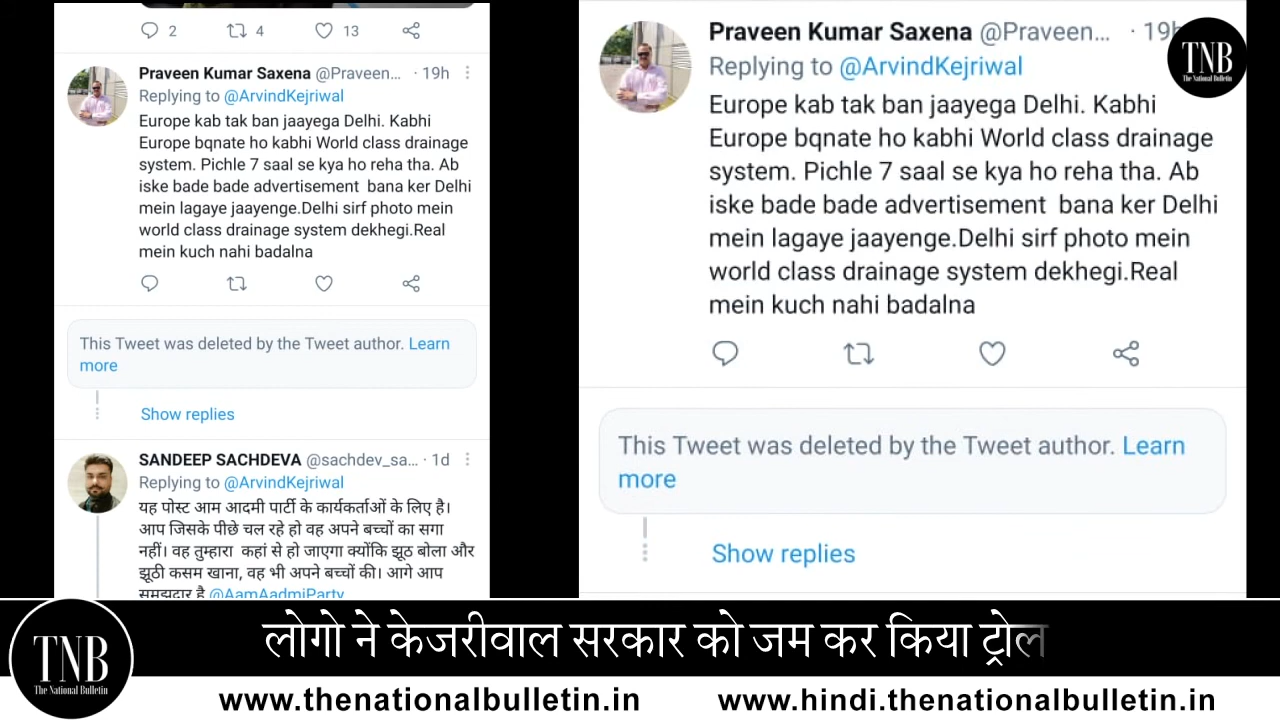 2 4 13
Praveen Kumar Saxena @Praveen... · 19h
Replying to @ArvindKejriwal
Europe kab tak ban jaayega Delhi. Kabhi
Europe bqnate ho kabhi World class drainage
system. Pichle 7 saal se kya ho reha tha. Ab
iske bade bade advertisement bana ker Delhi
mein lagaye jaayenge.Delhi sirf photo mein
world class drainage system dekhegi.Real
mein kuch nahi badalna
This Tweet was deleted by the Tweet author. Learn
more
Show replies
SANDEEP SACHDEVA @sachdev_sa... · 1d
Replying to @ArvindKejriwal
यह पोस्ट आम आदमी पार्टी के कार्यकर्ताओं के लिए है।
आप जिसके पीछे चल रहे हो वह अपने बच्चों का सगा
नहीं। वह तुम्हारा कहां से हो जाएगा क्योंकि झूठ बोला और
झूठी कसम खाना, वह भी अपने बच्चों की। आगे आप
समझदार है @AamAadmiParty
Praveen Kumar Saxena @Praveen... · 19h
Replying to @ArvindKejriwal
Europe kab tak ban jaayega Delhi. Kabhi
Europe bqnate ho kabhi World class drainage
system. Pichle 7 saal se kya ho reha tha. Ab
iske bade bade advertisement bana ker Delhi
mein lagaye jaayenge.Delhi sirf photo mein
world class drainage system dekhegi.Real
mein kuch nahi badalna
This Tweet was deleted by the Tweet author. Learn
more
Show replies
TNB
The National Bulletin
TNB
The National Bulletin
लोगो ने केजरीवाल सरकार को जम कर किया ट्रोल
www.thenationalbulletin.in www.hindi.thenationalbulletin.in